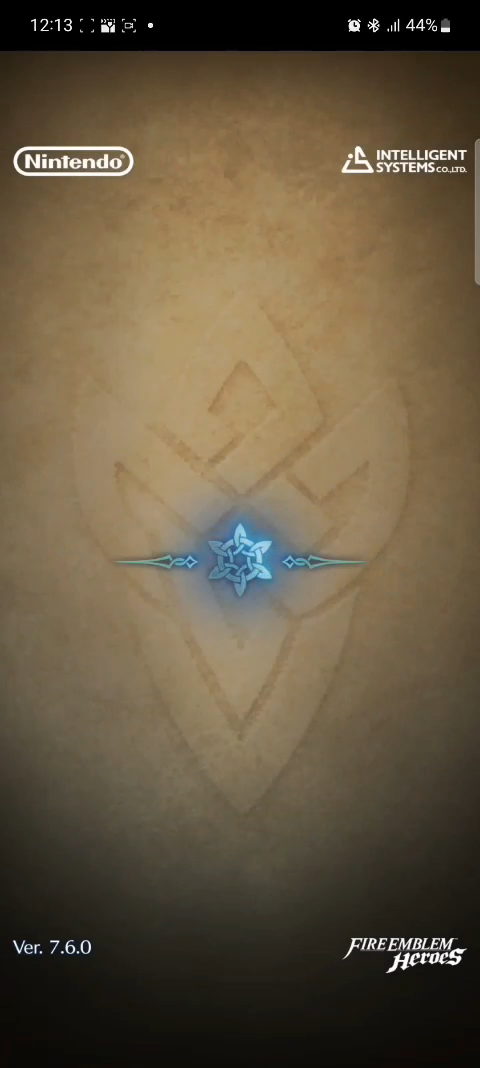 12:13
44%
Nintendo
INTELLIGENT
SYSTEMS CO.,LTD.
Ver. 7.6.0
FIRE EMBLEM
Heroes